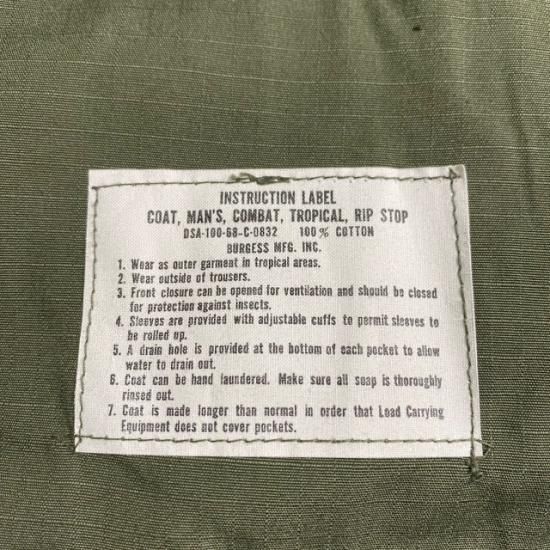 INSTRUCTION LABEL
COAT, MAN'S, COMBAT, TROPICAL, RIP STOP
DSA-100-68-C-0832 100% COTTON
BURGESS MFG. INC.
1. Wear as outer garment in tropical areas.
2. Wear outside of trousers.
3. Front closure can be opened for ventilation and should be closed
for protection against insects.
4. Sleeves are provided with adjustable cuffs to permit sleeves to
be rolled up.
5. A drain hole is provided at the bottom of each pocket to allow
water to drain out.
6. Coat can be hand laundered. Make sure all soap is thoroughly
rinsed out.
7. Coat is made longer than normal in order that Load Carrying
Equipment does not cover pockets.